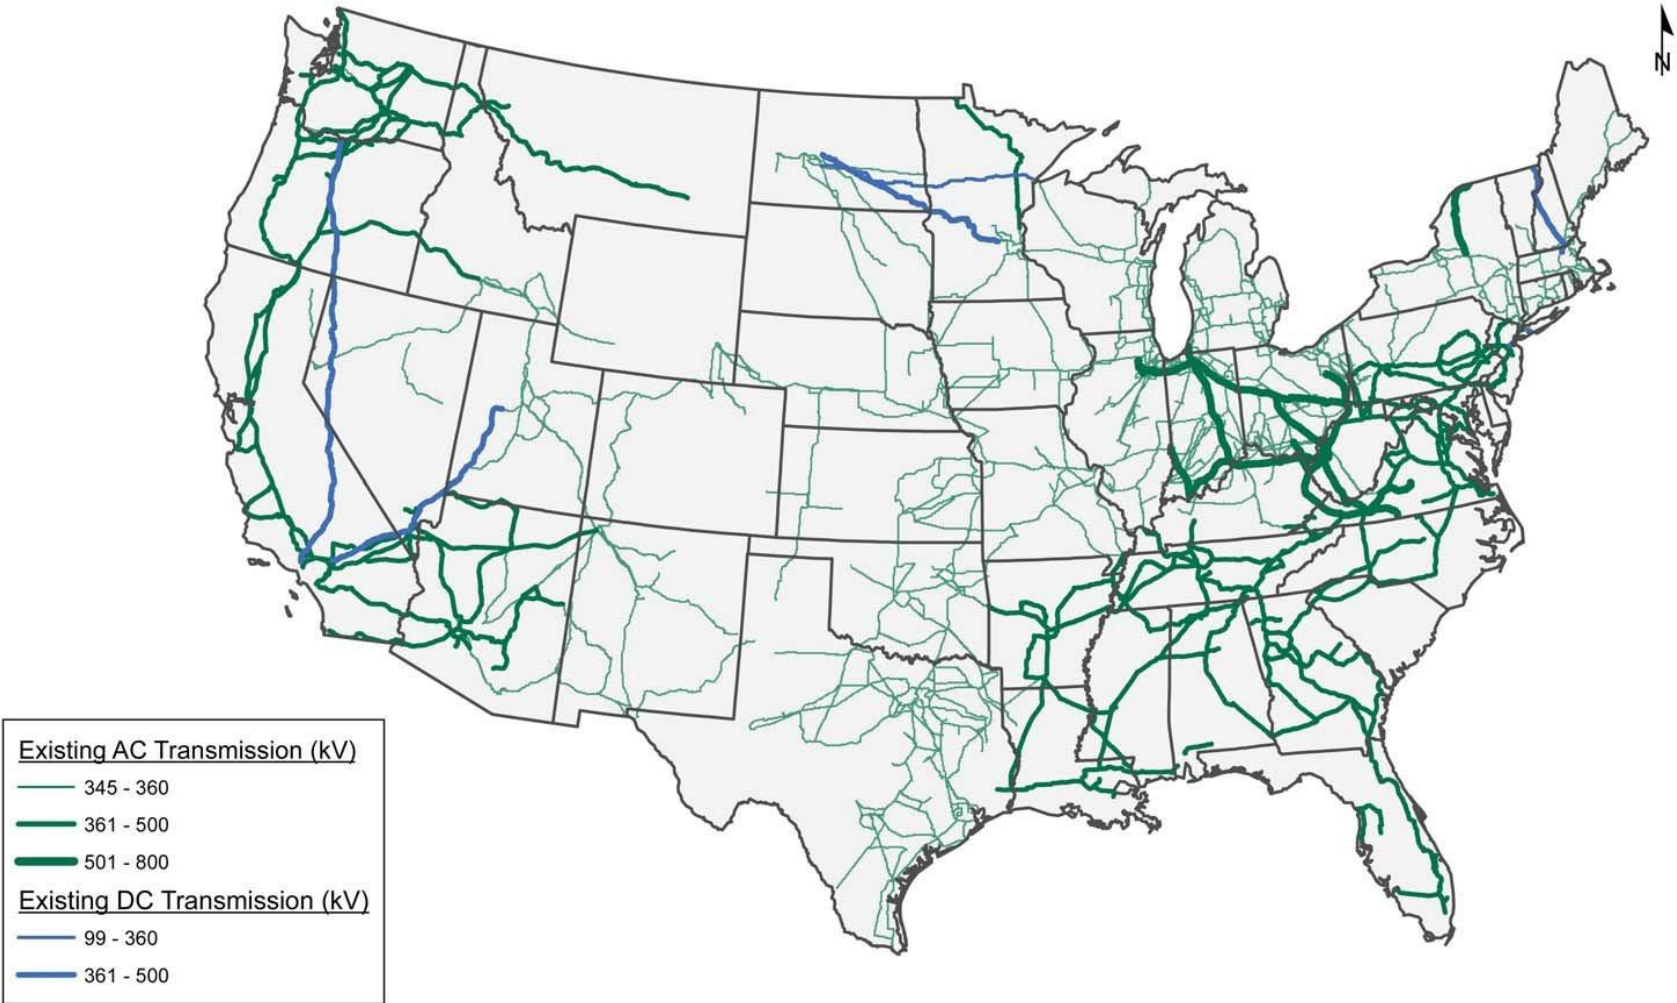 N
Existing AC Transmission (kV)
345 - 360
361 - 500
501 - 800
Existing DC Transmission (kV)
99 - 360
361 - 500